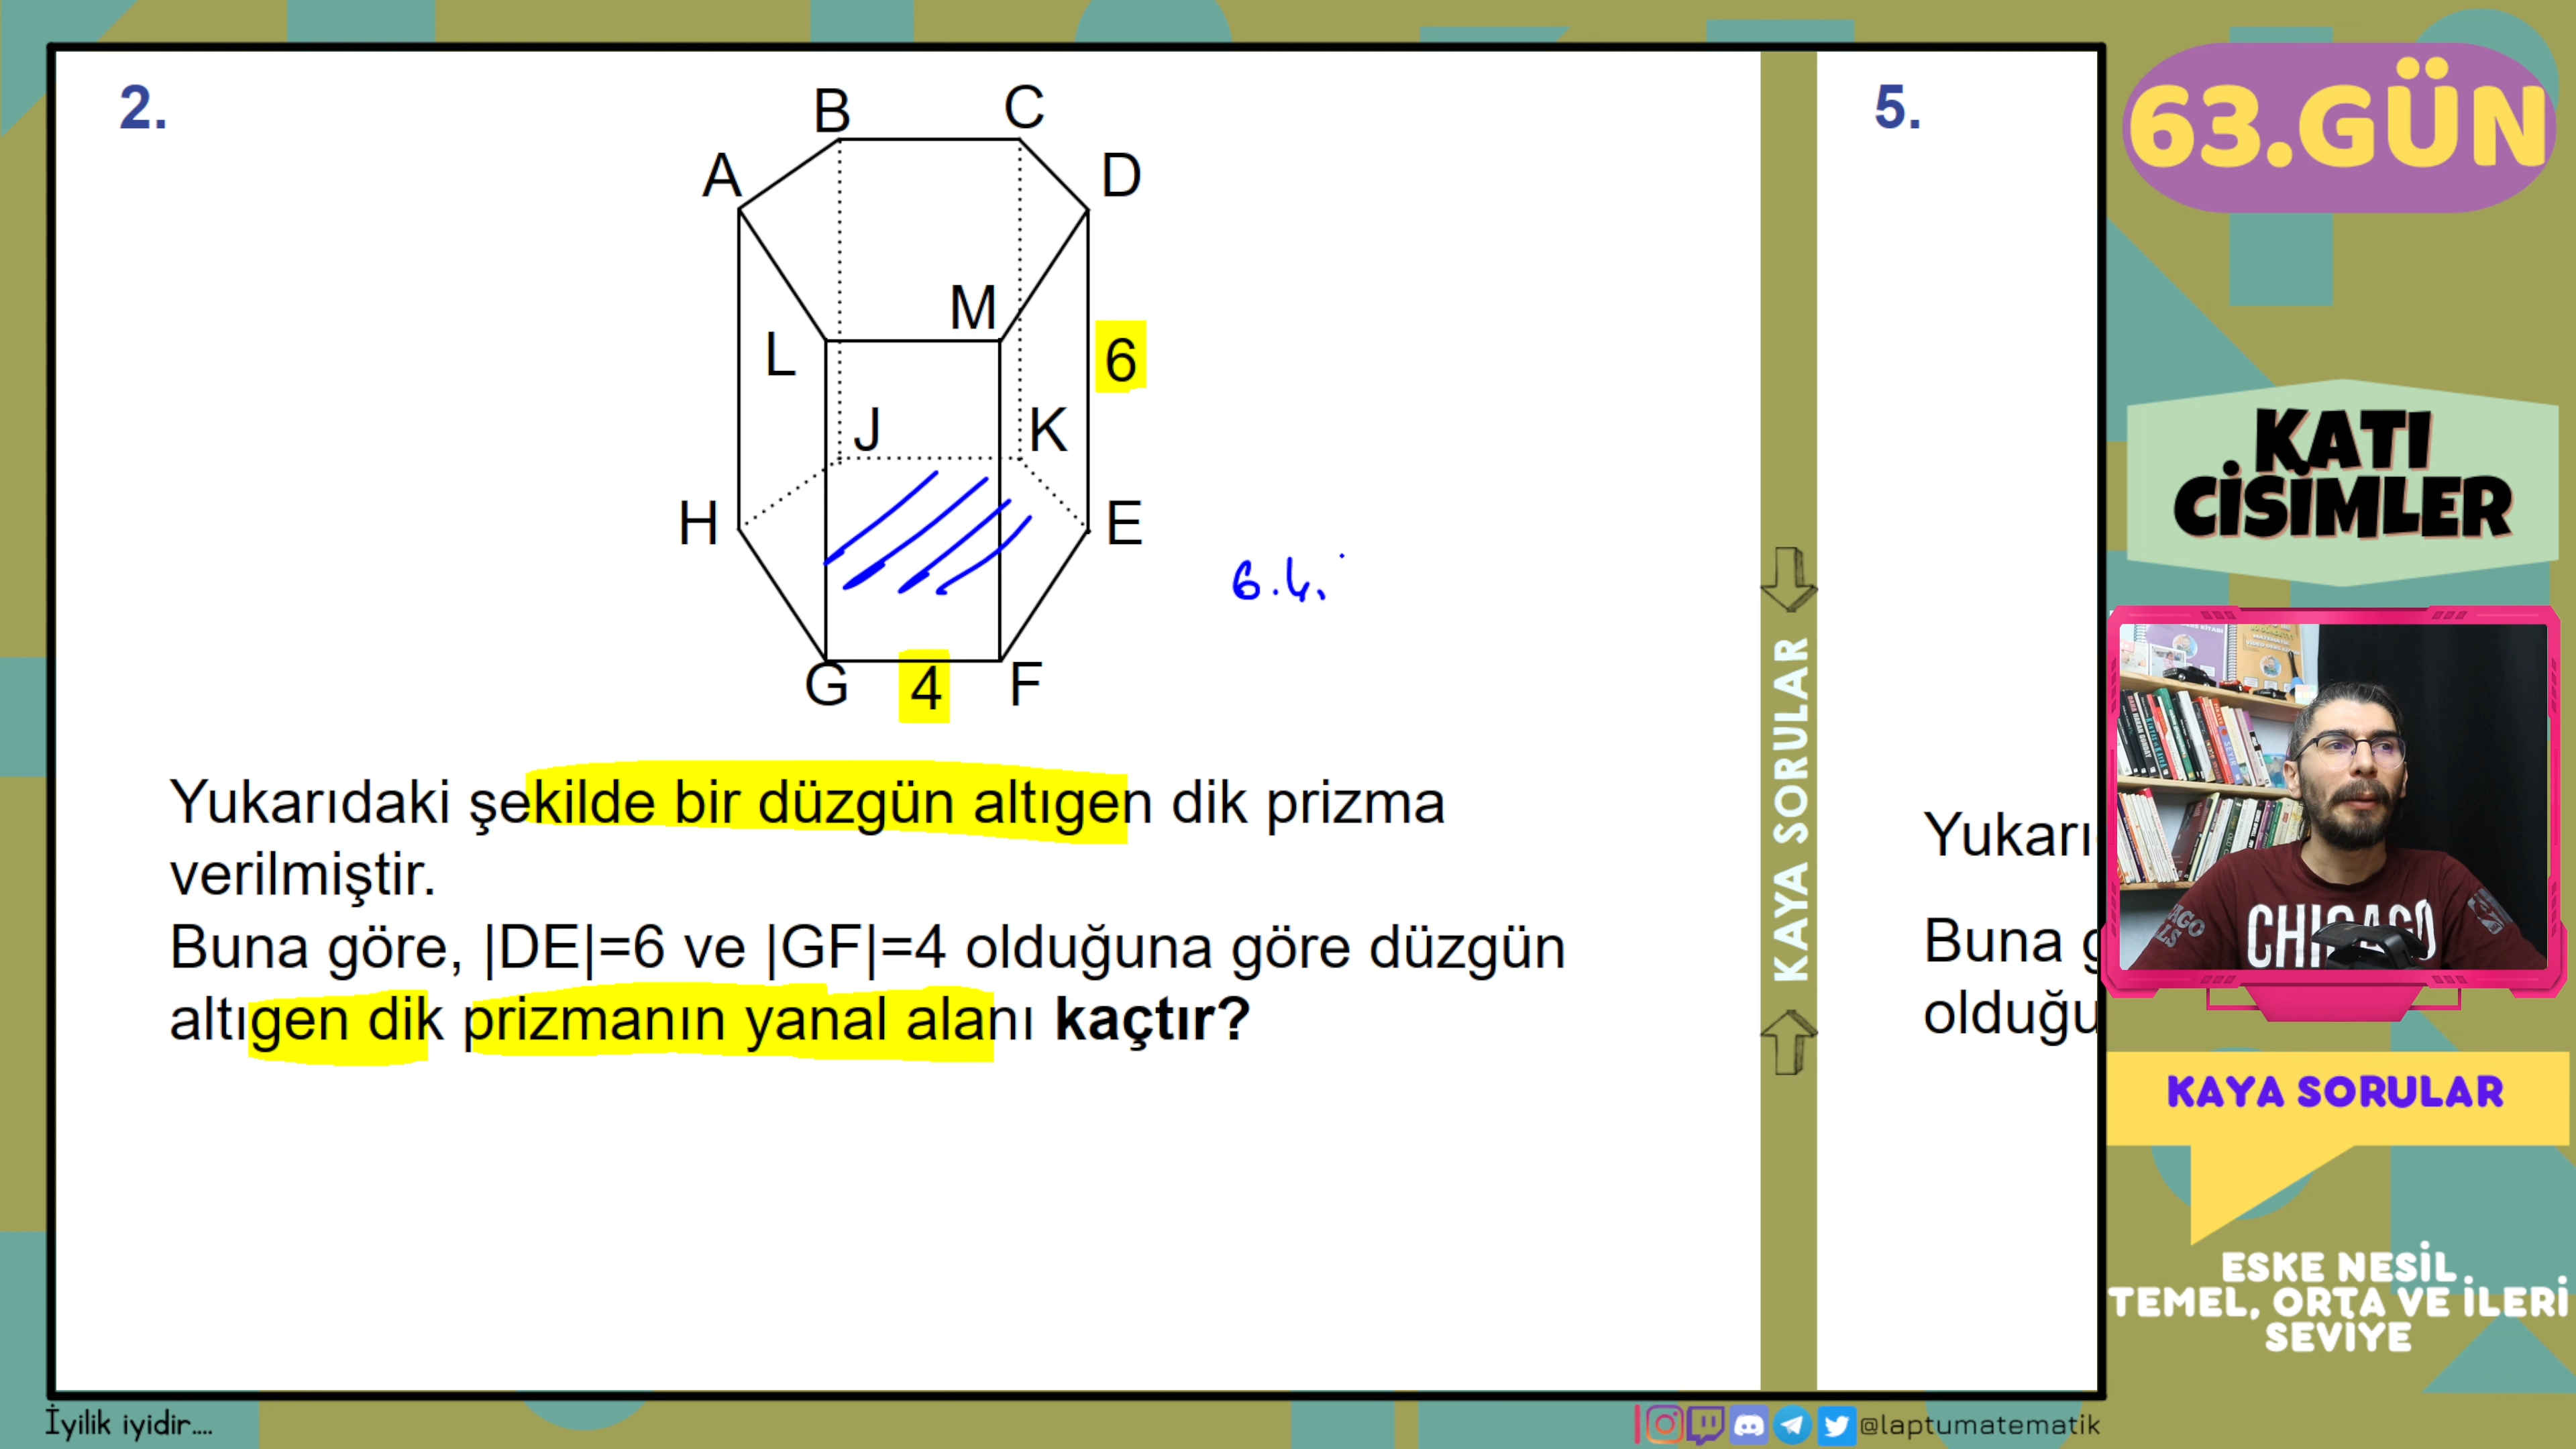 2.
B
C
A
D
M
L
6
J
K
H
E
6.4.
G
4
F
Yukarıdaki şekilde bir düzgün altıgen dik prizma
verilmiştir.
Buna göre, |DE|=6 ve |GF|=4 olduğuna göre düzgün
altıgen dik prizmanın yanal alanı kaçtır?
KAYA SORULAR
5.
Yukarı
Buna g
olduğu
63.GÜN
KATI
CİSİMLER
CHICAGO
KAYA SORULAR
ESKE NESİL
TEMEL, ORTA VE İLERİ
SEVİYE
İyilik iyidir....
@laptumatematik